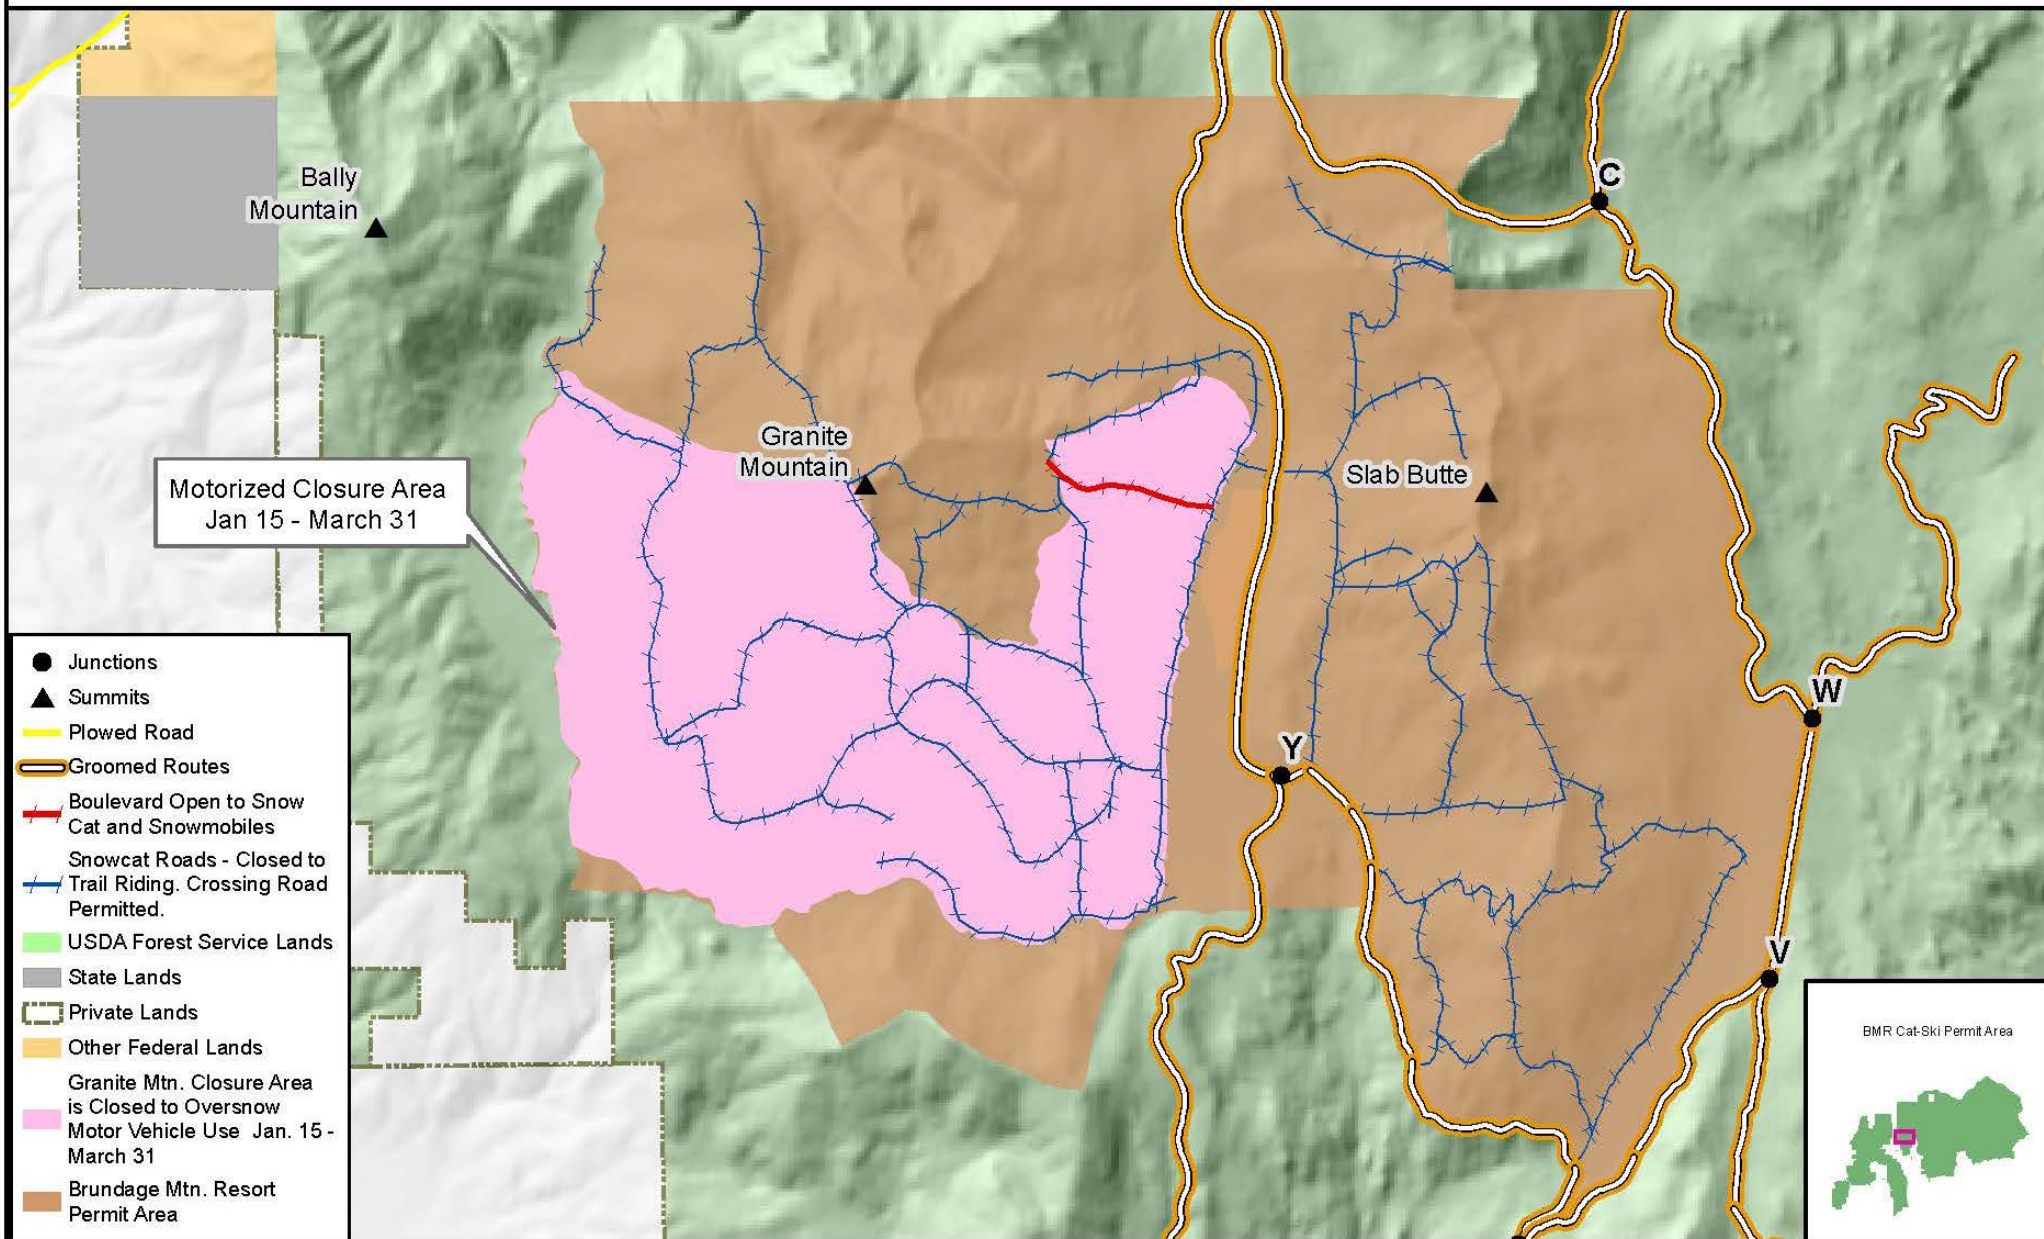 Bally
Mountain
C
Granite
Mountain
Slab Butte
Motorized Closure Area
Jan 15 - March 31
W
Y
V
Junctions
Summits
Plowed Road
Groomed Routes
Boulevard Open to Snow
Cat and Snowmobiles
Snowcat Roads - Closed to
Trail Riding. Crossing Road
Permitted.
USDA Forest Service Lands
State Lands
Private Lands
Other Federal Lands
Granite Mtn. Closure Area
is Closed to Oversnow
Motor Vehicle Use Jan. 15 -
March 31
Brundage Mtn. Resort
Permit Area
BMR Cat-Ski Permit Area